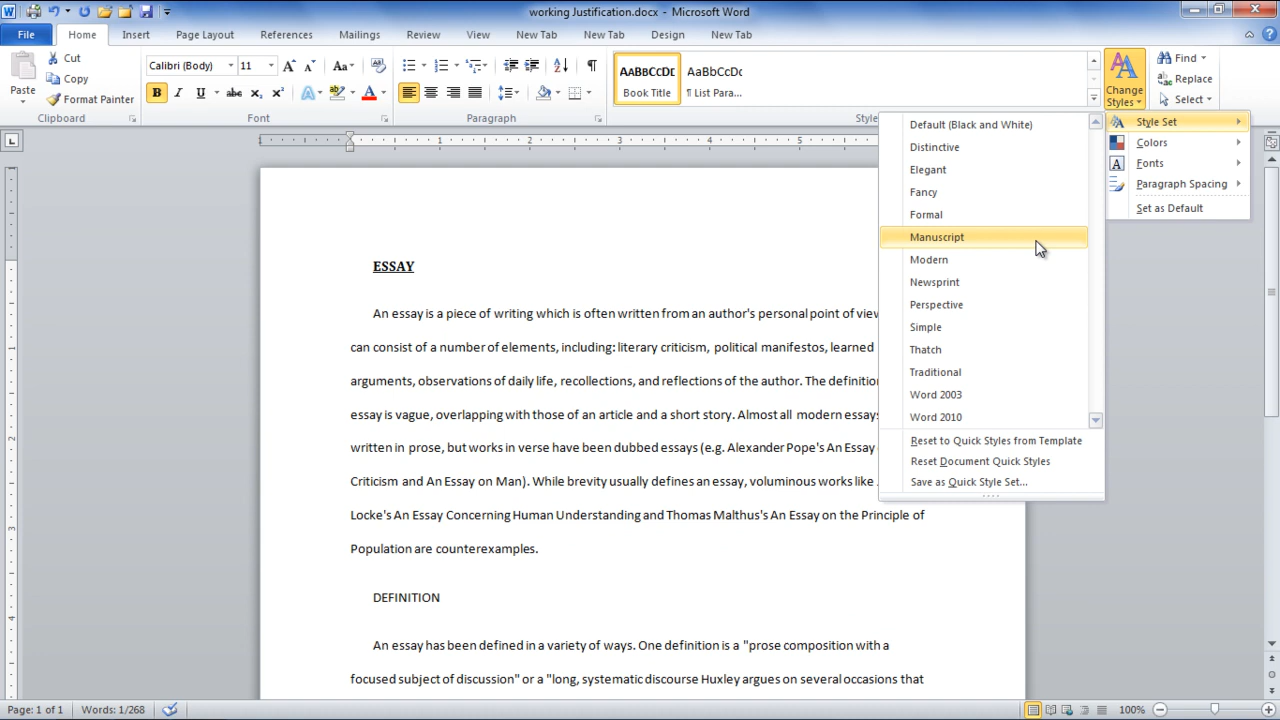 working Justification.docx - Microsoft Word
File Home Insert Page Layout References Mailings Review View New Tab New Tab Design New Tab
Paste
Cut
Copy
Format Painter
Clipboard
Calibri (Body) 11
Font
Paragraph
AaBbCcDc
Book Title
AaBbCcDc
¶ List Para...
Change
Styles
Find
Replace
Select
Style Set
Colors
Fonts
Paragraph Spacing
Set as Default
Default (Black and White)
Distinctive
Elegant
Fancy
Formal
Manuscript
Modern
Newsprint
Perspective
Simple
Thatch
Traditional
Word 2003
Word 2010
Reset to Quick Styles from Template
Reset Document Quick Styles
Save as Quick Style Set...
ESSAY
An essay is a piece of writing which is often written from an author's personal point of view
can consist of a number of elements, including: literary criticism, political manifestos, learned
arguments, observations of daily life, recollections, and reflections of the author. The definition
essay is vague, overlapping with those of an article and a short story. Almost all modern essays
written in prose, but works in verse have been dubbed essays (e.g. Alexander Pope's An Essay
Criticism and An Essay on Man). While brevity usually defines an essay, voluminous works like
Locke's An Essay Concerning Human Understanding and Thomas Malthus's An Essay on the Principle of
Population are counterexamples.
DEFINITION
An essay has been defined in a variety of ways. One definition is a "prose composition with a
focused subject of discussion" or a "long, systematic discourse Huxley argues on several occasions that
Page: 1 of 1 Words: 1/268 100%